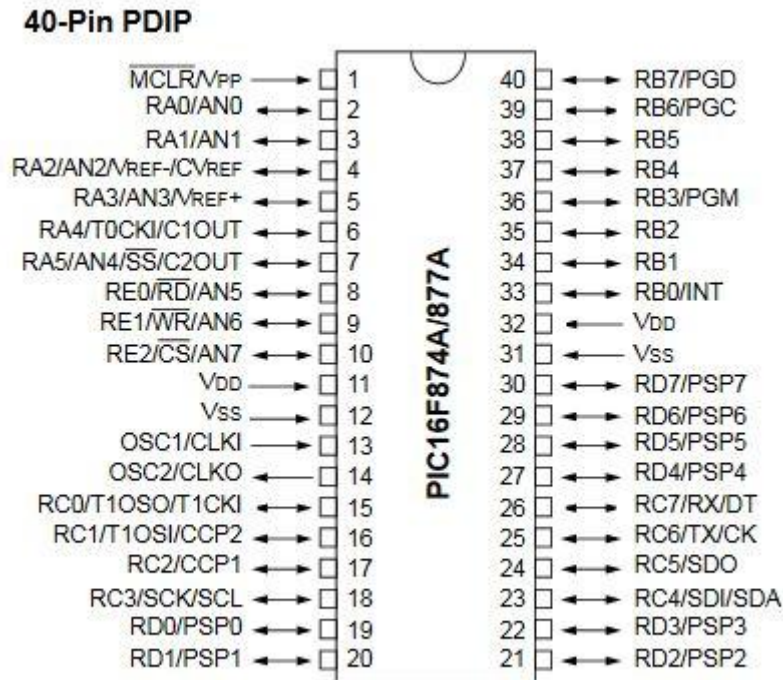 40-Pin PDIP
MCLR/VPP 1 40 RB7/PGD
RA0/AN0 2 39 RB6/PGC
RA1/AN1 3 38 RB5
RA2/AN2/VREF-/CVREF 4 37 RB4
RA3/AN3/VREF+ 5 36 RB3/PGM
RA4/T0CKI/C1OUT 6 35 RB2
RA5/AN4/SS/C2OUT 7 34 RB1
RE0/RD/AN5 8 33 RB0/INT
RE1/WR/AN6 9 32 VDD
RE2/CS/AN7 10 31 VSS
VDD 11 30 RD7/PSP7
VSS 12 29 RD6/PSP6
OSC1/CLKI 13 28 RD5/PSP5
OSC2/CLKO 14 27 RD4/PSP4
RC0/T1OSO/T1CKI 15 26 RC7/RX/DT
RC1/T1OSI/CCP2 16 25 RC6/TX/CK
RC2/CCP1 17 24 RC5/SDO
RC3/SCK/SCL 18 23 RC4/SDI/SDA
RD0/PSP0 19 22 RD3/PSP3
RD1/PSP1 20 21 RD2/PSP2
PIC16F874A/877A